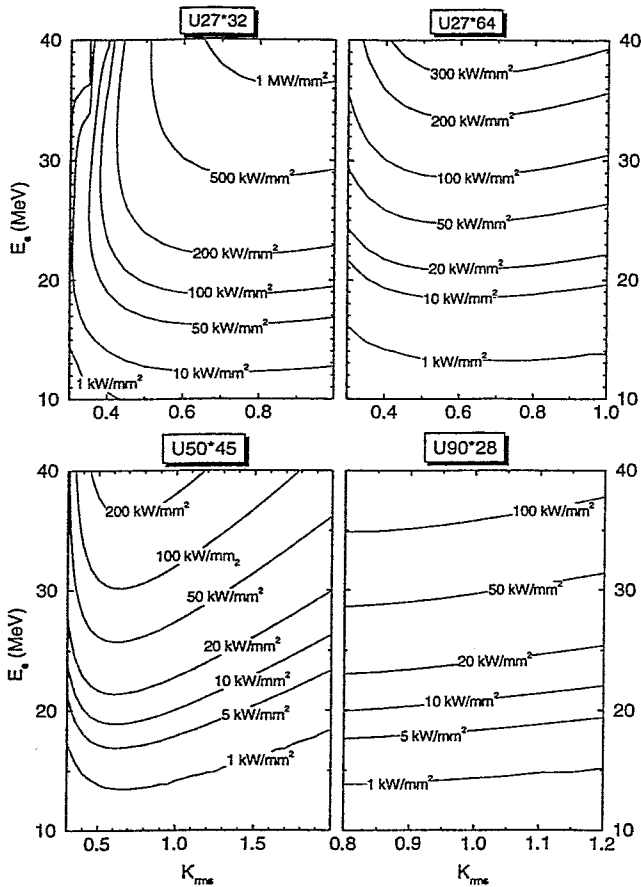 U27*32
U27*64
40
30
20
10
E_e (MeV)
1 MW/mm²
500 kW/mm²
200 kW/mm²
100 kW/mm²
50 kW/mm²
10 kW/mm²
1 kW/mm²
0.4 0.6 0.8
300 kW/mm²
200 kW/mm²
100 kW/mm²
50 kW/mm²
20 kW/mm²
10 kW/mm²
1 kW/mm²
40
30
20
10
0.4 0.6 0.8 1.0
U50*45
U90*28
40
30
20
10
E_e (MeV)
200 kW/mm²
100 kW/mm₂
50 kW/mm²
20 kW/mm²
10 kW/mm²
5 kW/mm²
1 kW/mm²
0.5 1.0 1.5 2.0
K_rms
100 kW/mm²
50 kW/mm²
20 kW/mm²
10 kW/mm²
5 kW/mm²
1 kW/mm²
40
30
20
10
0.8 0.9 1.0 1.1 1.2
K_rms